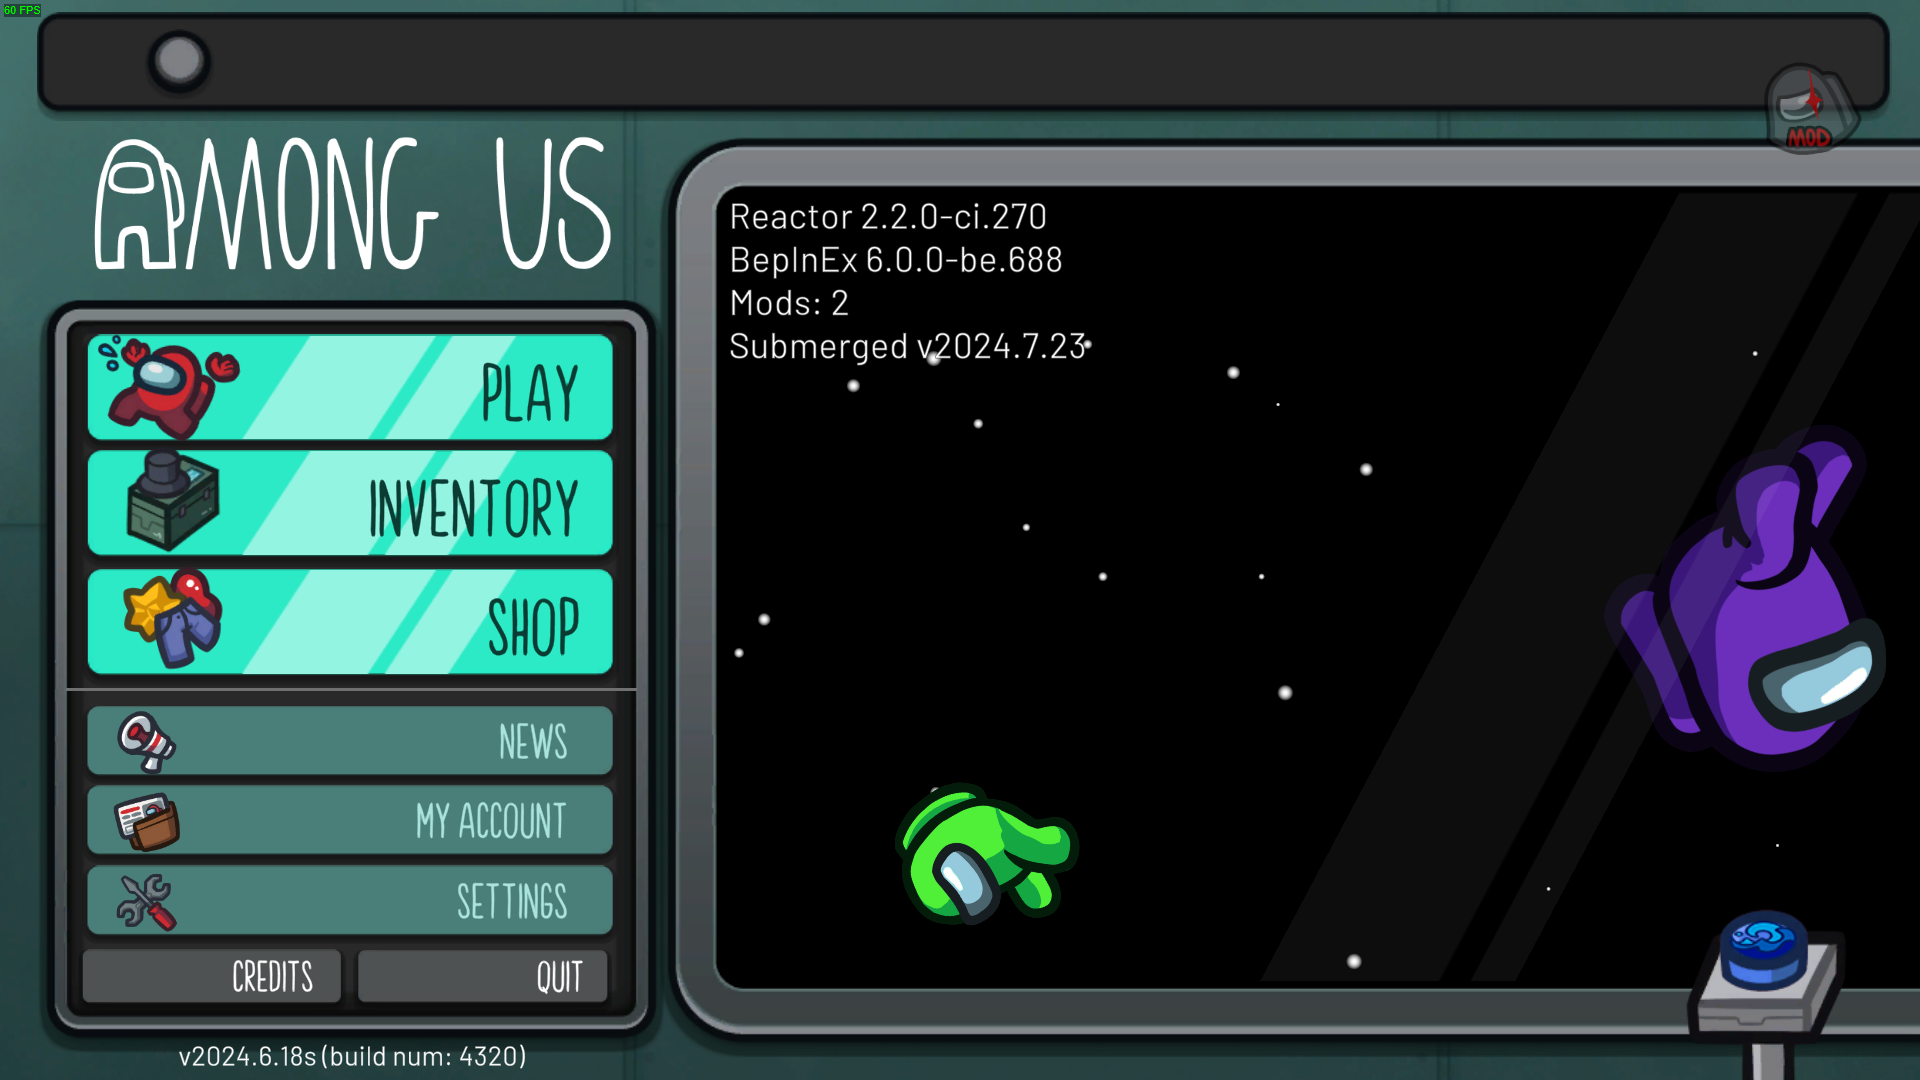 60 FPS
AMONG US
MOD
Reactor 2.2.0-ci.270
BepInEx 6.0.0-be.688
Mods: 2
Submerged v2024.7.23
PLAY
INVENTORY
SHOP
NEWS
MY ACCOUNT
SETTINGS
CREDITS
QUIT
v2024.6.18s (build num: 4320)